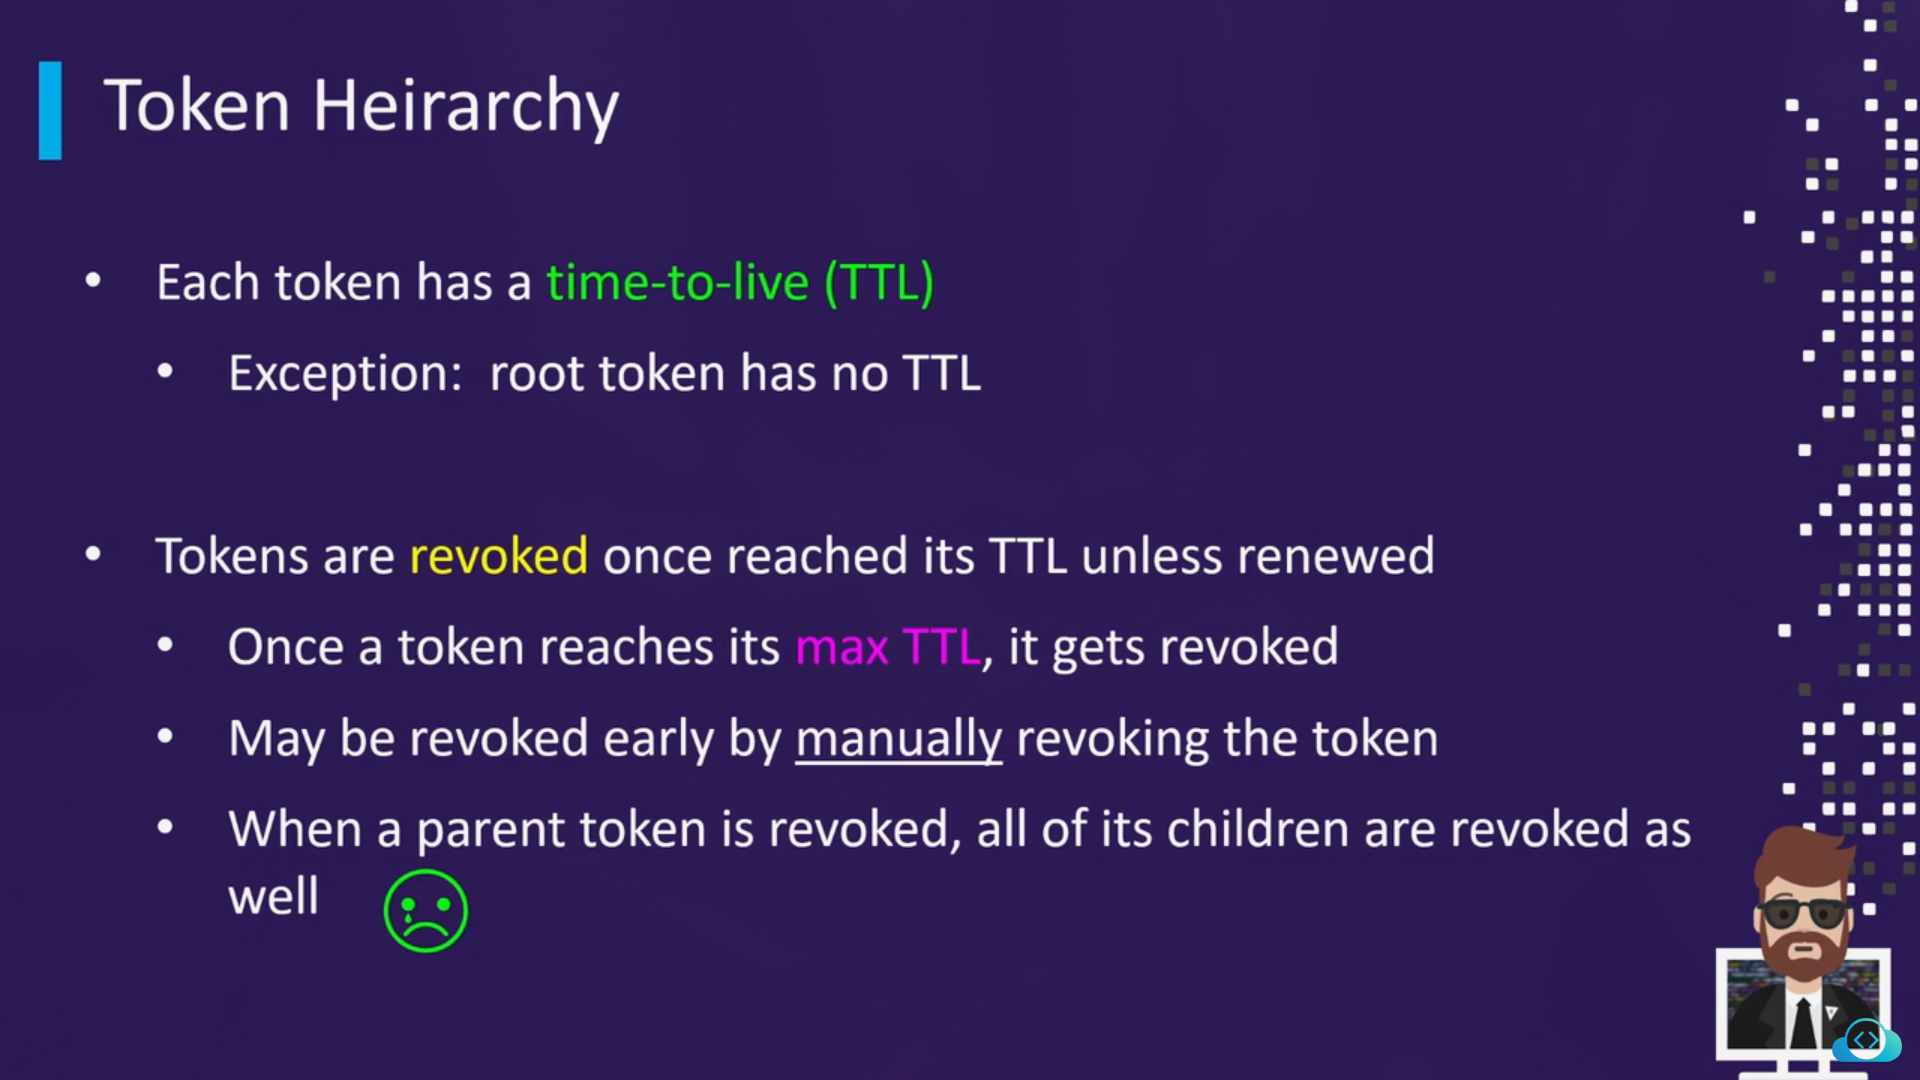 Token Heirarchy
• Each token has a time-to-live (TTL)
• Exception: root token has no TTL
• Tokens are revoked once reached its TTL unless renewed
• Once a token reaches its max TTL, it gets revoked
• May be revoked early by manually revoking the token
• When a parent token is revoked, all of its children are revoked as
well